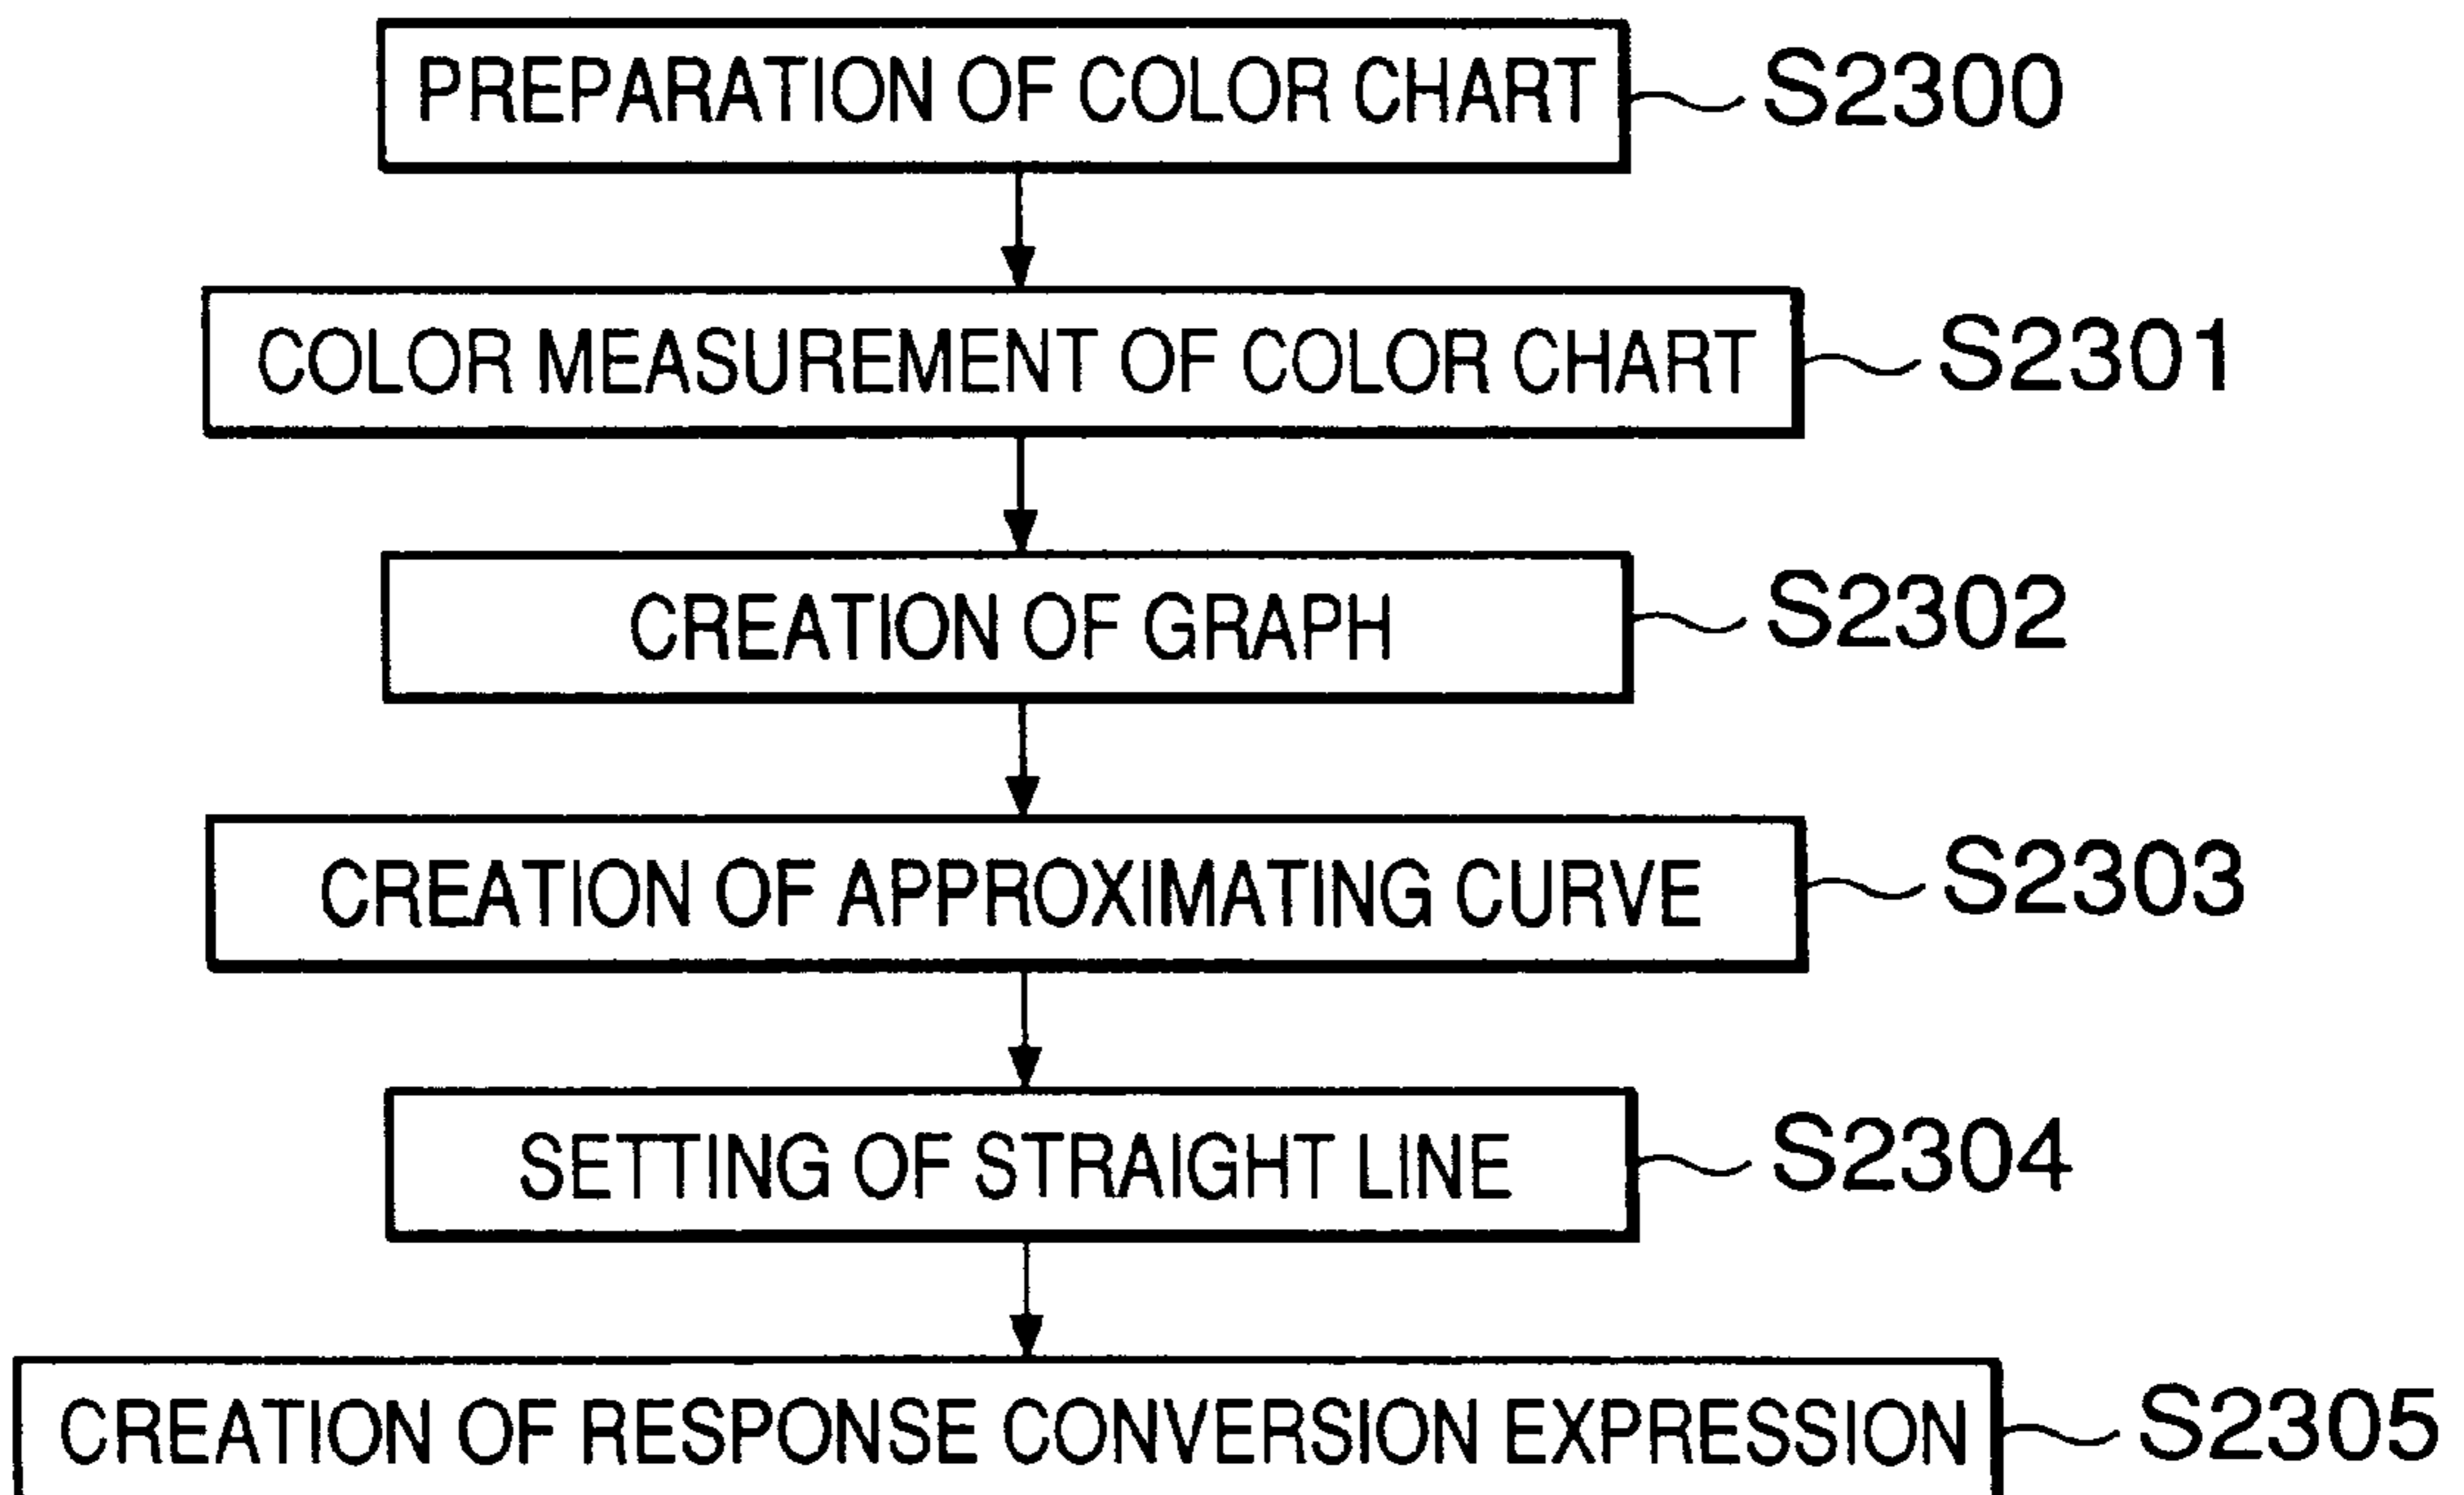 PREPARATION OF COLOR CHART S2300
COLOR MEASUREMENT OF COLOR CHART S2301
CREATION OF GRAPH S2302
CREATION OF APPROXIMATING CURVE S2303
SETTING OF STRAIGHT LINE S2304
CREATION OF RESPONSE CONVERSION EXPRESSION S2305